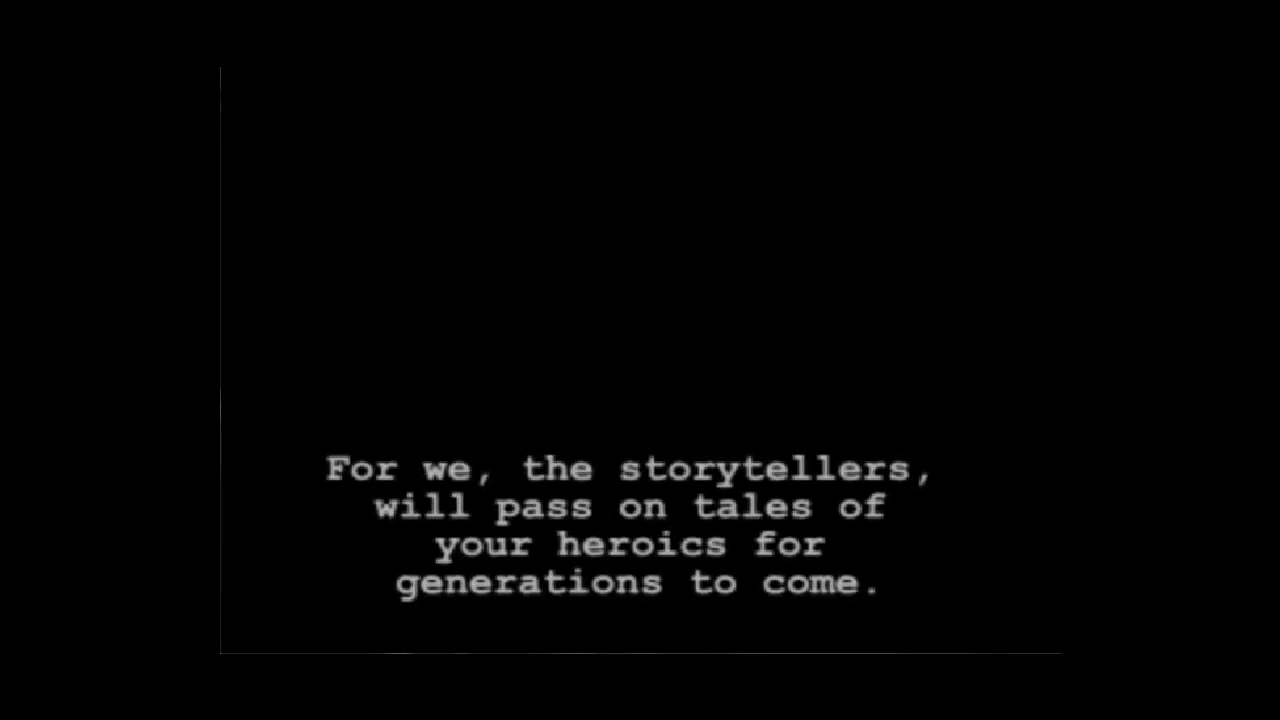 For we, the storytellers,
will pass on tales of
your heroics for
generations to come.